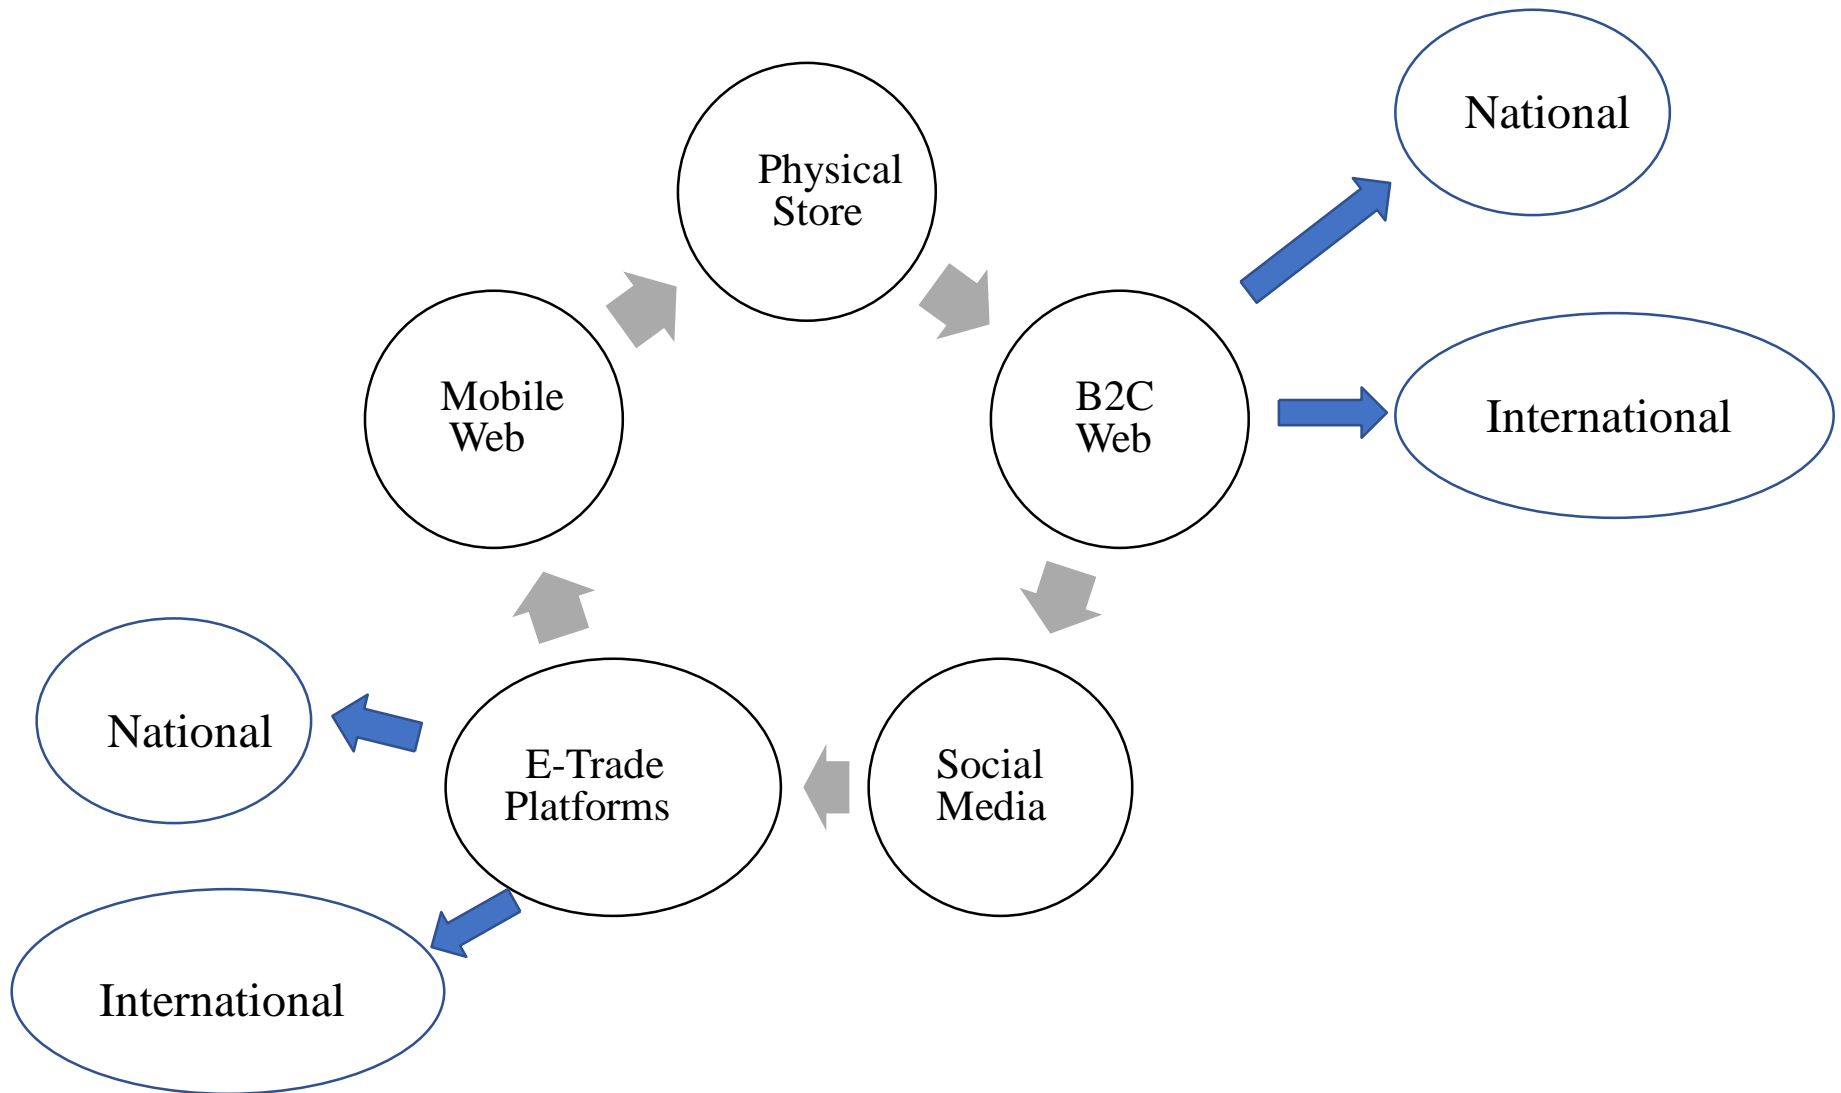 National
Physical
Store
International
Mobile
Web
B2C
Web
National
E-Trade
Platforms
Social
Media
International